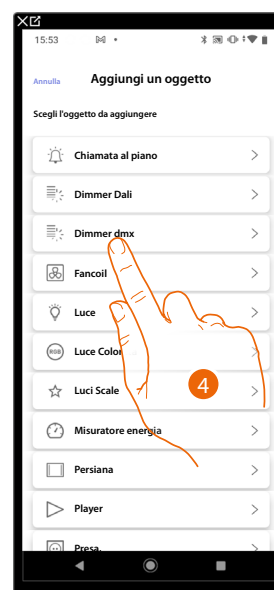 15:53
Annulla
Aggiungi un oggetto
Scegli l'oggetto da aggiungere
Chiamata al piano
Dimmer Dali
Dimmer dmx
Fancoil
Luce
RGB
Luce Color
Luci Scale
4
Misuratore energia
Persiana
Player
Presa